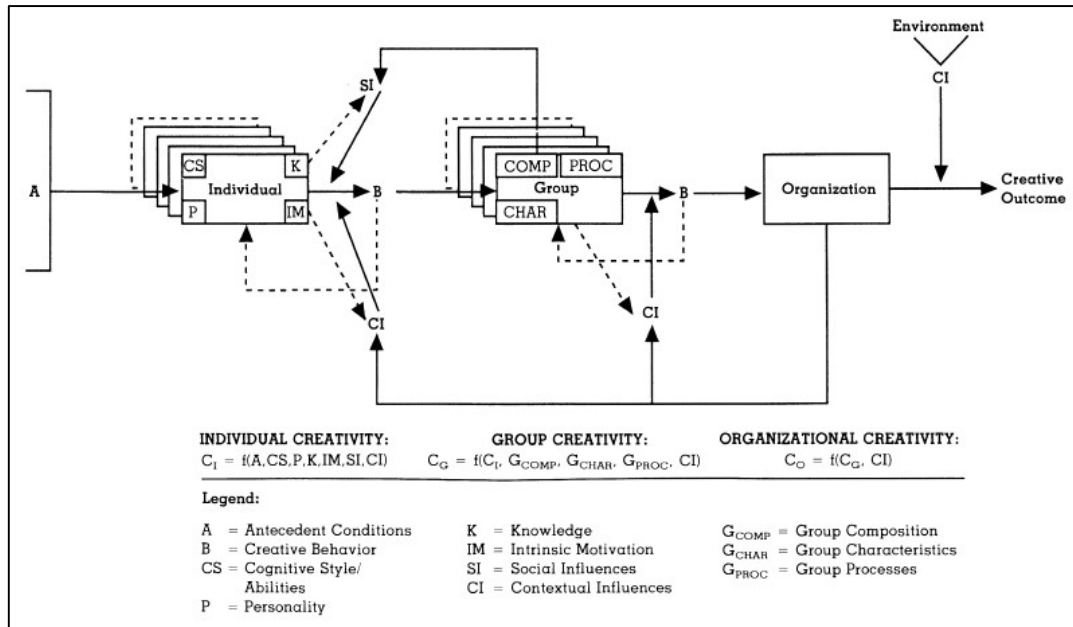 Environment
CI
SI
CS
K
COMP
PROC
A
Individual
B
Group
B
Organization
Creative
Outcome
P
IM
CHAR
CI
CI
INDIVIDUAL CREATIVITY:
C_I = f(A,CS,P,K,IM,SI,CI)
GROUP CREATIVITY:
C_G = f(C_I, G_COMP, G_CHAR, G_PROC, CI)
ORGANIZATIONAL CREATIVITY:
C_O = f(C_G, CI)
Legend:
A = Antecedent Conditions
B = Creative Behavior
CS = Cognitive Style/
Abilities
P = Personality
K = Knowledge
IM = Intrinsic Motivation
SI = Social Influences
CI = Contextual Influences
G_COMP = Group Composition
G_CHAR = Group Characteristics
G_PROC = Group Processes